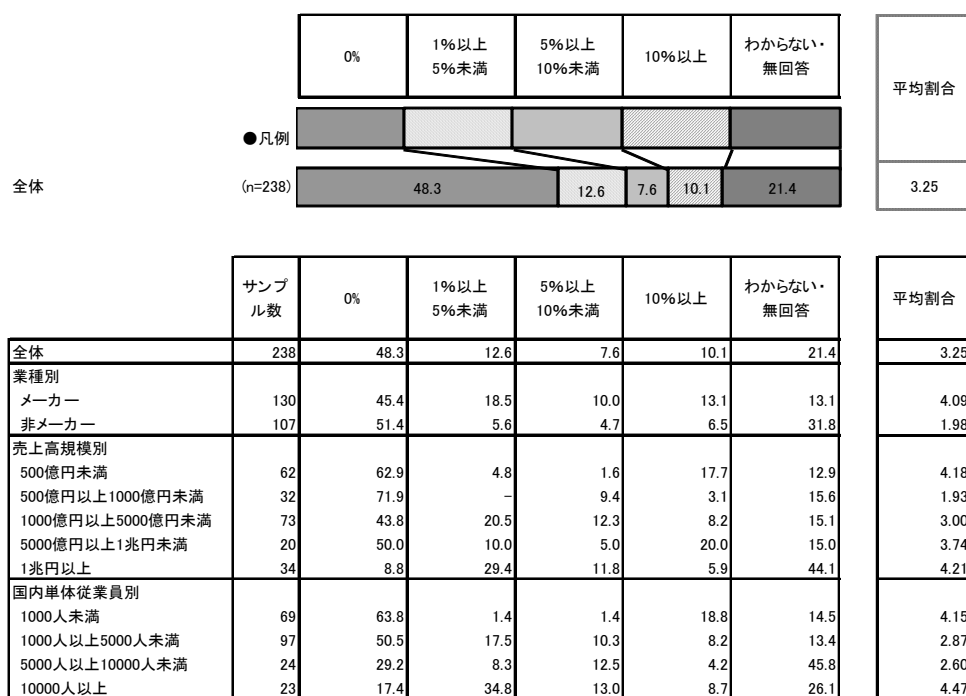 0% 1%以上 5%未満 5%以上 10%未満 10%以上 わからない・無回答 平均割合
●凡例
全体 (n=238) 48.3 12.6 7.6 10.1 21.4 3.25
サンプル数 0% 1%以上 5%未満 5%以上 10%未満 10%以上 わからない・無回答 平均割合
全体 238 48.3 12.6 7.6 10.1 21.4 3.25
業種別
メーカー 130 45.4 18.5 10.0 13.1 13.1 4.09
非メーカー 107 51.4 5.6 4.7 6.5 31.8 1.98
売上高規模別
500億円未満 62 62.9 4.8 1.6 17.7 12.9 4.18
500億円以上1000億円未満 32 71.9 – 9.4 3.1 15.6 1.93
1000億円以上5000億円未満 73 43.8 20.5 12.3 8.2 15.1 3.00
5000億円以上1兆円未満 20 50.0 10.0 5.0 20.0 15.0 3.74
1兆円以上 34 8.8 29.4 11.8 5.9 44.1 4.21
国内単体従業員別
1000人未満 69 63.8 1.4 1.4 18.8 14.5 4.15
1000人以上5000人未満 97 50.5 17.5 10.3 8.2 13.4 2.87
5000人以上10000人未満 24 29.2 8.3 12.5 4.2 45.8 2.60
10000人以上 23 17.4 34.8 13.0 8.7 26.1 4.47